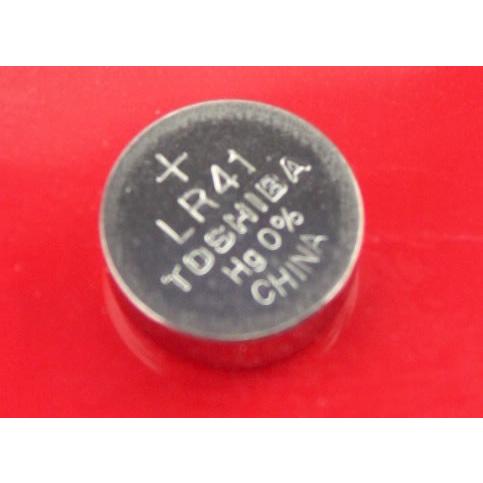 +
LR41
TOSHIBA
Hg 0%
CHINA